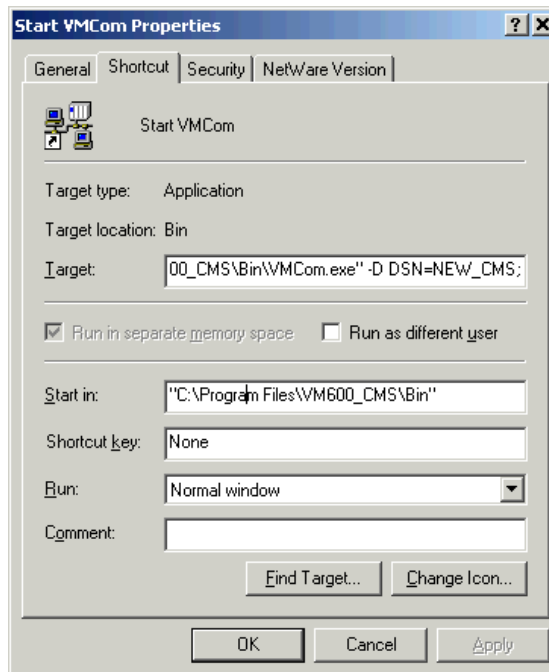 Start VMCom Properties
General Shortcut Security NetWare Version
Start VMCom
Target type: Application
Target location: Bin
Target: 00_CMS\Bin\VMCom.exe" -D DSN=NEW_CMS;
Run in separate memory space Run as different user
Start in: "C:\Program Files\VM600_CMS\Bin"
Shortcut key: None
Run: Normal window
Comment:
Find Target... Change Icon...
OK Cancel Apply